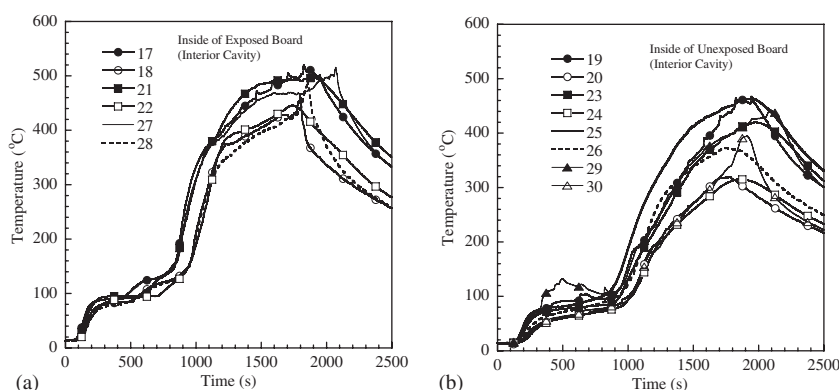 600
500
400
300
200
100
0
Temperature (°C)
Inside of Exposed Board
(Interior Cavity)
17
18
21
22
27
28
0 500 1000 1500 2000 2500
Time (s)
(a)
600
500
400
300
200
100
0
Temperature (°C)
Inside of Unexposed Board
(Interior Cavity)
19
20
23
24
25
26
29
30
0 500 1000 1500 2000 2500
Time (s)
(b)